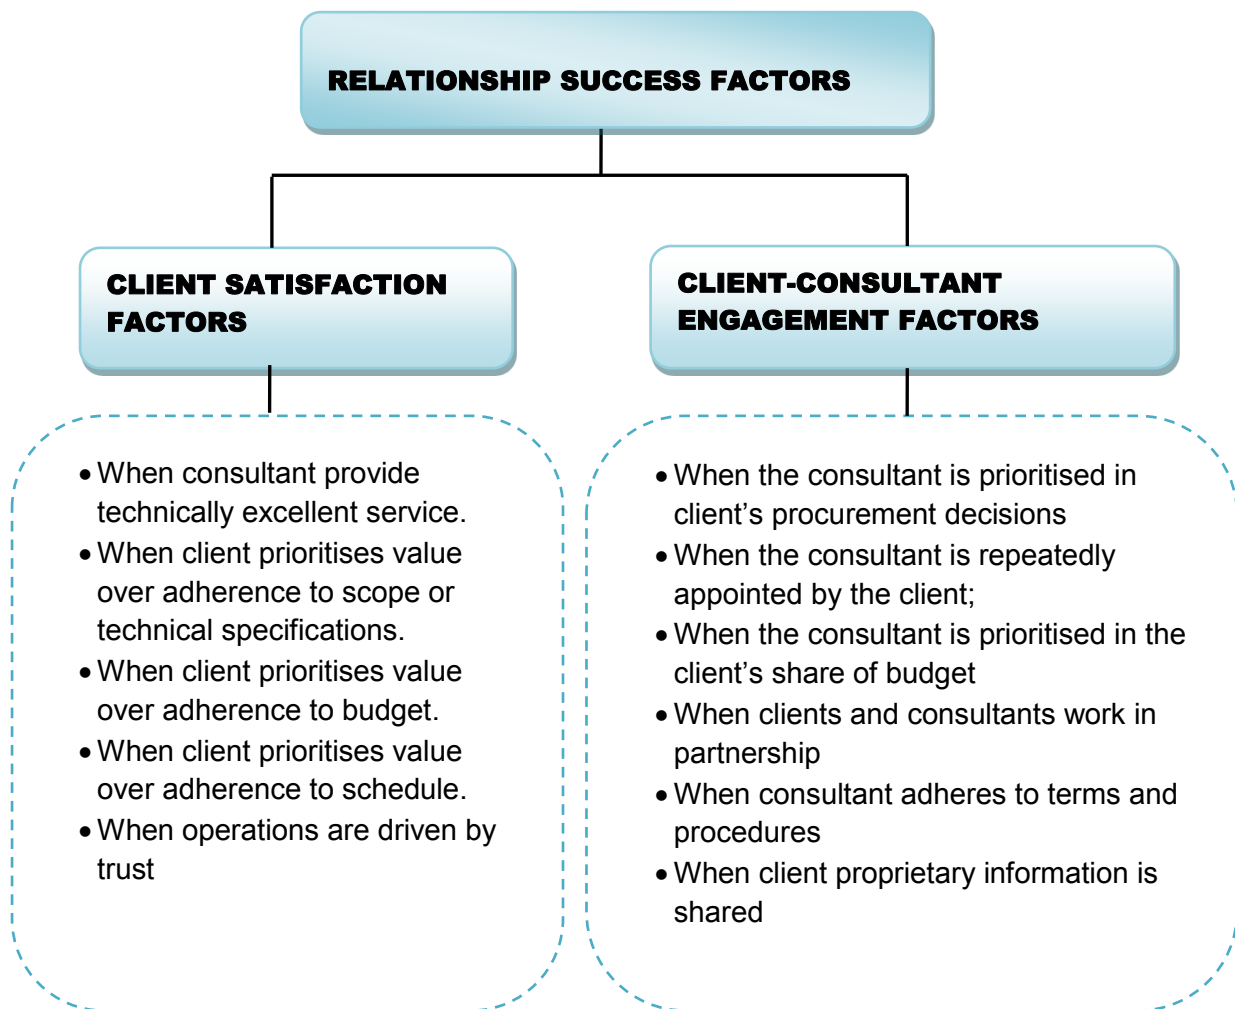 RELATIONSHIP SUCCESS FACTORS
CLIENT SATISFACTION
FACTORS
• When consultant provide
technically excellent service.
• When client prioritises value
over adherence to scope or
technical specifications.
• When client prioritises value
over adherence to budget.
• When client prioritises value
over adherence to schedule.
• When operations are driven by
trust
CLIENT-CONSULTANT
ENGAGEMENT FACTORS
• When the consultant is prioritised in
client’s procurement decisions
• When the consultant is repeatedly
appointed by the client;
• When the consultant is prioritised in the
client’s share of budget
• When clients and consultants work in
partnership
• When consultant adheres to terms and
procedures
• When client proprietary information is
shared